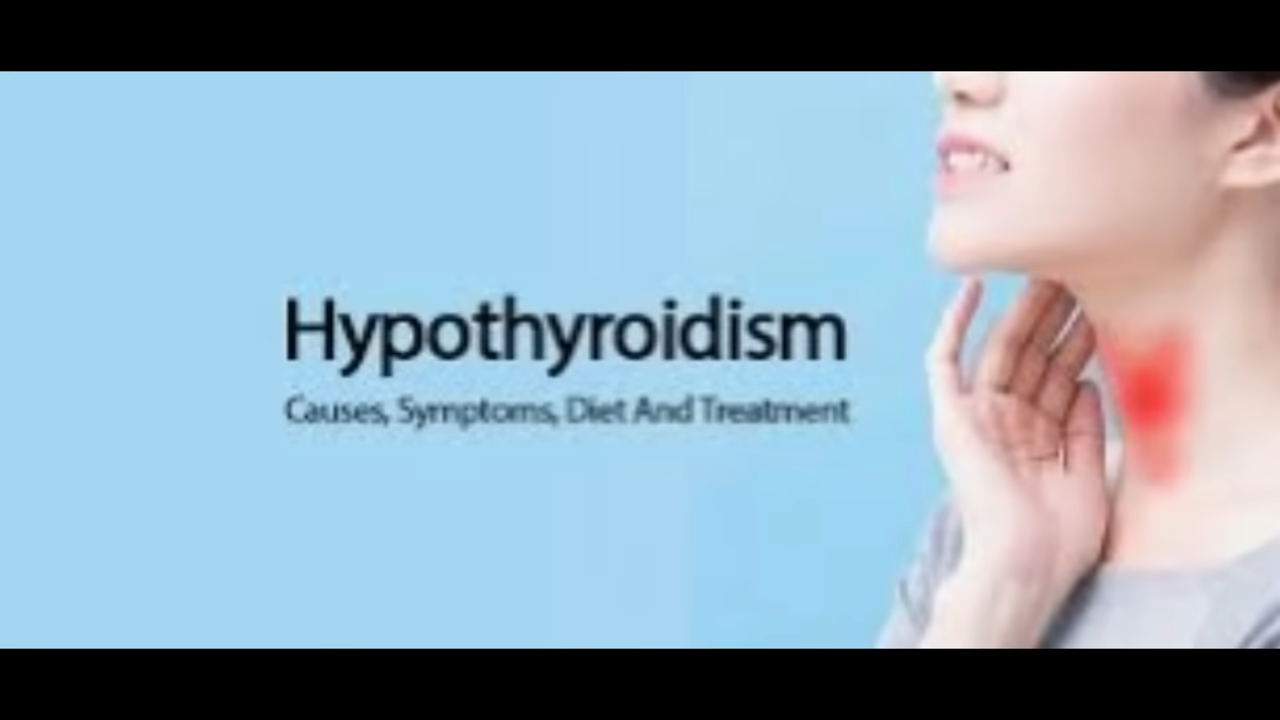 Hypothyroidism
Causes, Symptoms, Diet And Treatment